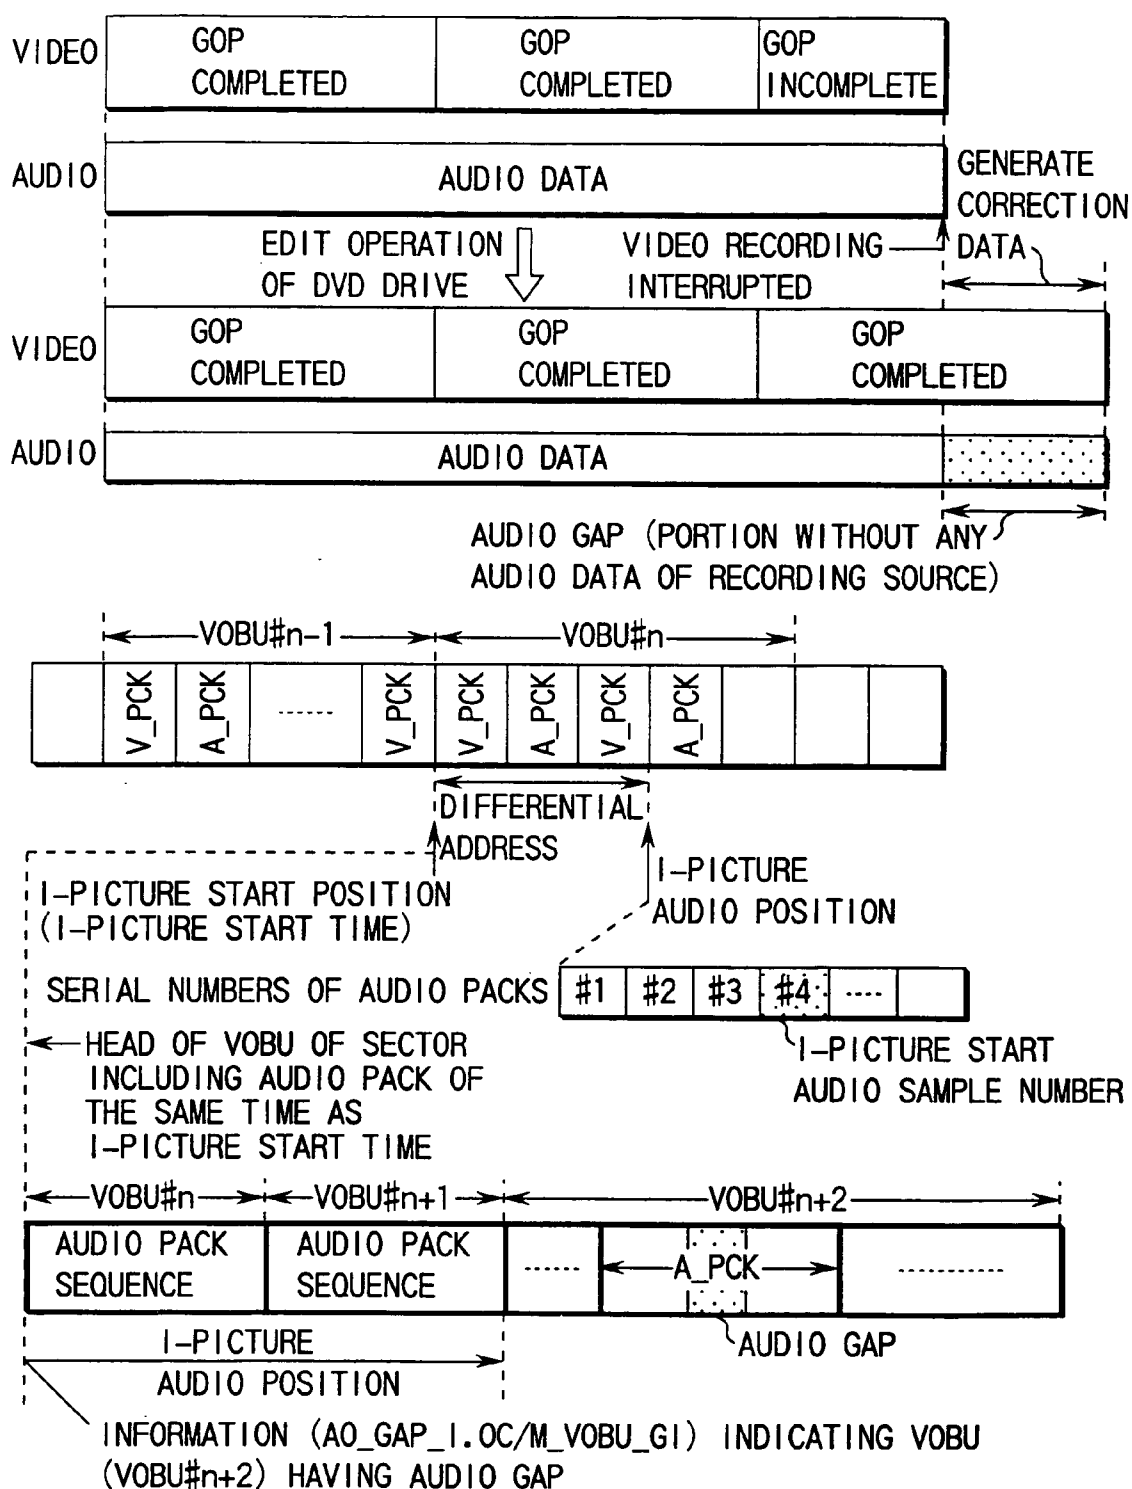 VIDEO
GOP
COMPLETED
GOP
COMPLETED
GOP
INCOMPLETE
AUDIO
AUDIO DATA
GENERATE
CORRECTION
DATA
EDIT OPERATION
OF DVD DRIVE
VIDEO RECORDING
INTERRUPTED
VIDEO
GOP
COMPLETED
GOP
COMPLETED
GOP
COMPLETED
AUDIO
AUDIO DATA
AUDIO GAP (PORTION WITHOUT ANY
AUDIO DATA OF RECORDING SOURCE)
VOBU#n-1
VOBU#n
V_PCK
A_PCK
......
V_PCK
V_PCK
A_PCK
V_PCK
A_PCK
DIFFERENTIAL
ADDRESS
I-PICTURE START POSITION
(I-PICTURE START TIME)
I-PICTURE
AUDIO POSITION
SERIAL NUMBERS OF AUDIO PACKS
#1 #2 #3 #4 ....
I-PICTURE START
AUDIO SAMPLE NUMBER
HEAD OF VOBU OF SECTOR
INCLUDING AUDIO PACK OF
THE SAME TIME AS
I-PICTURE START TIME
VOBU#n
VOBU#n+1
VOBU#n+2
AUDIO PACK
SEQUENCE
AUDIO PACK
SEQUENCE
......
A_PCK
...........
AUDIO GAP
I-PICTURE
AUDIO POSITION
INFORMATION (A0_GAP_I.OC/M_VOBU_GI) INDICATING VOBU
(VOBU#n+2) HAVING AUDIO GAP